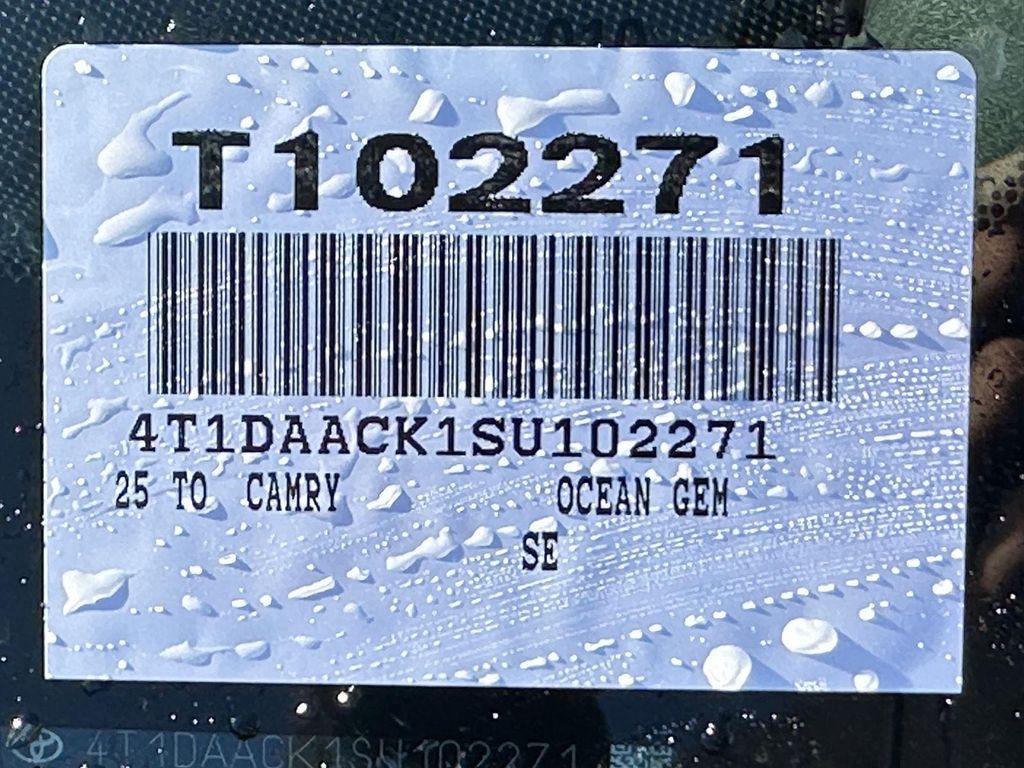 T102271
4T1DAACK1SU102271
25 TO CAMRY OCEAN GEM
SE
4T1DAACK1SU102271